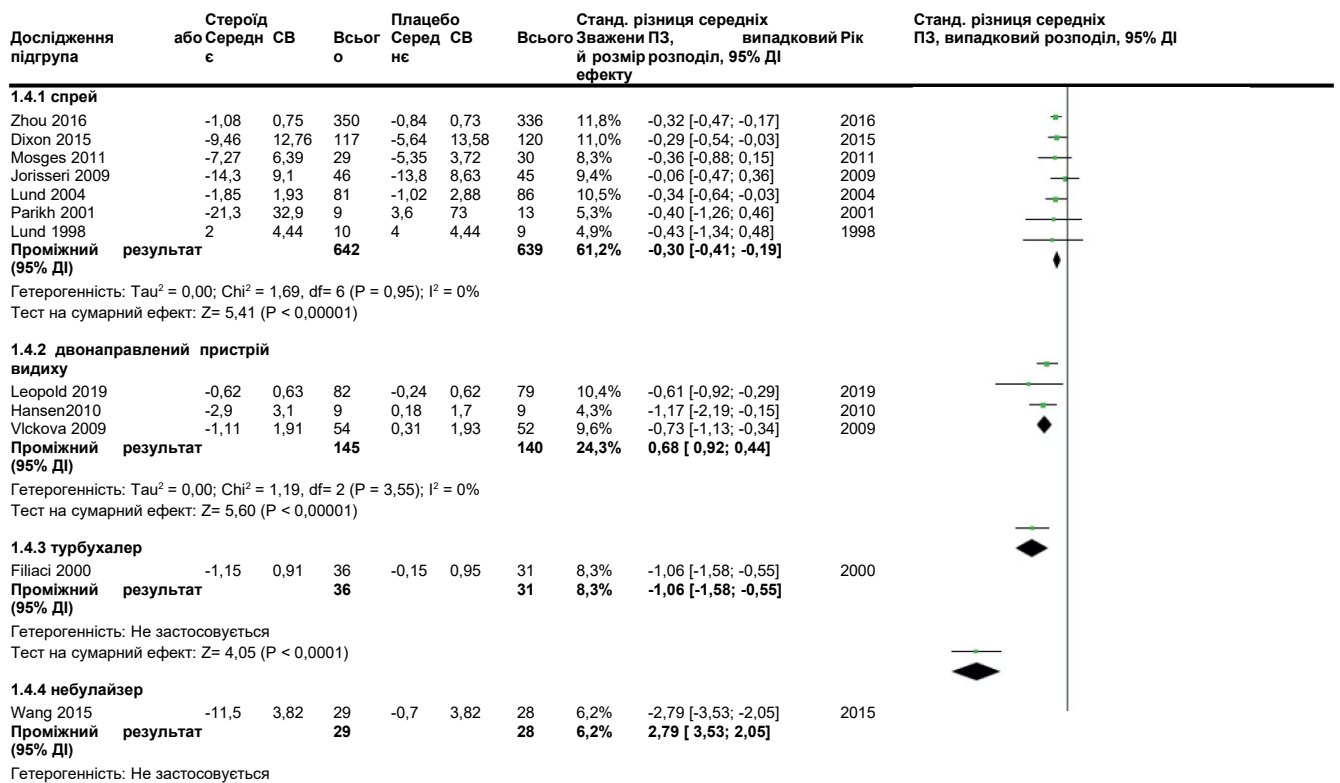 Стероїд Плацебо Станд. різниця середніх Станд. різниця середніх
Дослідження або Середн СВ Всьог Серед СВ Всього Зважени ПЗ, випадковий Рік ПЗ, випадковий розподіл, 95% ДІ
підгрупа є о нє й розмір розподіл, 95% ДІ
ефекту
1.4.1 спрей
Zhou 2016 -1,08 0,75 350 -0,84 0,73 336 11,8% -0,32 [-0,47; -0,17] 2016
Dixon 2015 -9,46 12,76 117 -5,64 13,58 120 11,0% -0,29 [-0,54; -0,03] 2015
Mosges 2011 -7,27 6,39 29 -5,35 3,72 30 8,3% -0,36 [-0,88; 0,15] 2011
Jorisseri 2009 -14,3 9,1 46 -13,8 8,63 45 9,4% -0,06 [-0,47; 0,36] 2009
Lund 2004 -1,85 1,93 81 -1,02 2,88 86 10,5% -0,34 [-0,64; -0,03] 2004
Parikh 2001 -21,3 32,9 9 3,6 73 13 5,3% -0,40 [-1,26; 0,46] 2001
Lund 1998 2 4,44 10 4 4,44 9 4,9% -0,43 [-1,34; 0,48] 1998
Проміжний результат 642 639 61,2% -0,30 [-0,41; -0,19]
(95% ДІ)
Гетерогенність: Tau² = 0,00; Chi² = 1,69, df= 6 (P = 0,95); I² = 0%
Тест на сумарний ефект: Z= 5,41 (P < 0,00001)
1.4.2 двонаправлений пристрій
видиху
Leopold 2019 -0,62 0,63 82 -0,24 0,62 79 10,4% -0,61 [-0,92; -0,29] 2019
Hansen2010 -2,9 3,1 9 0,18 1,7 9 4,3% -1,17 [-2,19; -0,15] 2010
Vlckova 2009 -1,11 1,91 54 0,31 1,93 52 9,6% -0,73 [-1,13; -0,34] 2009
Проміжний результат 145 140 24,3% 0,68 [ 0,92; 0,44]
(95% ДІ)
Гетерогенність: Tau² = 0,00; Chi² = 1,19, df= 2 (P = 3,55); I² = 0%
Тест на сумарний ефект: Z= 5,60 (P < 0,00001)
1.4.3 турбухалер
Filiaci 2000 -1,15 0,91 36 -0,15 0,95 31 8,3% -1,06 [-1,58; -0,55] 2000
Проміжний результат 36 31 8,3% -1,06 [-1,58; -0,55]
(95% ДІ)
Гетерогенність: Не застосовується
Тест на сумарний ефект: Z= 4,05 (P < 0,0001)
1.4.4 небулайзер
Wang 2015 -11,5 3,82 29 -0,7 3,82 28 6,2% -2,79 [-3,53; -2,05] 2015
Проміжний результат 29 28 6,2% 2,79 [ 3,53; 2,05]
(95% ДІ)
Гетерогенність: Не застосовується